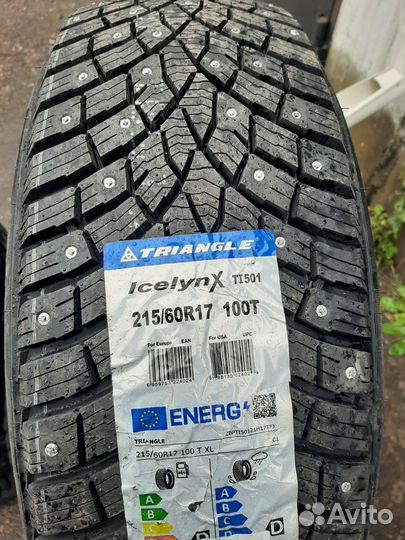 TRIANGLE
IcelynX TI501
215/60R17 100T
For Europe EAN
For USA UPC
ENERG
TRIANGLE
C1
215/60R17 100 T XL
A
B
C
D
A
B
D
Avito